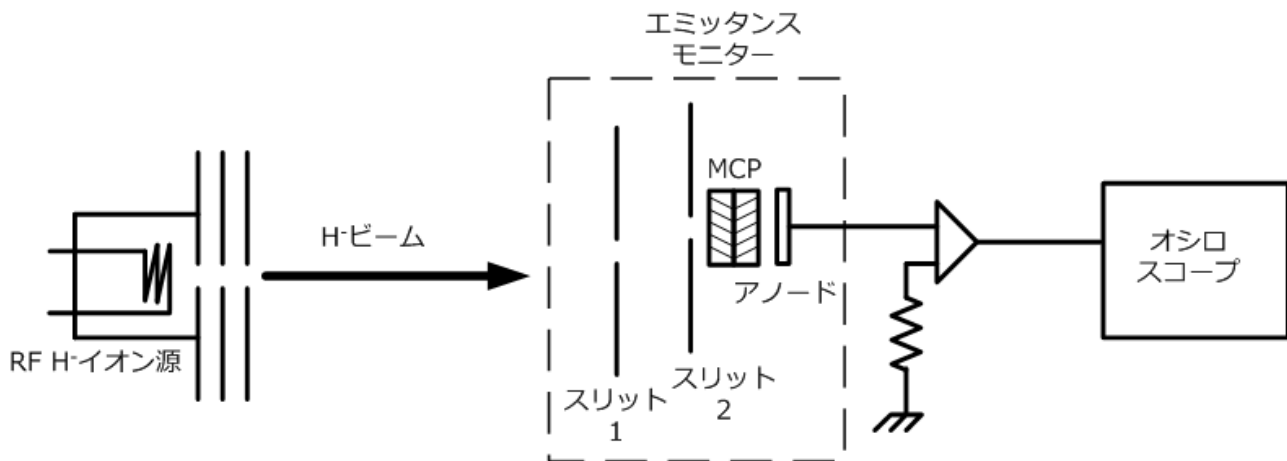 エミッタンス
モニター
MCP
H-ビーム
アノード
オシロ
スコープ
RF H-イオン源
スリット
1
スリット
2